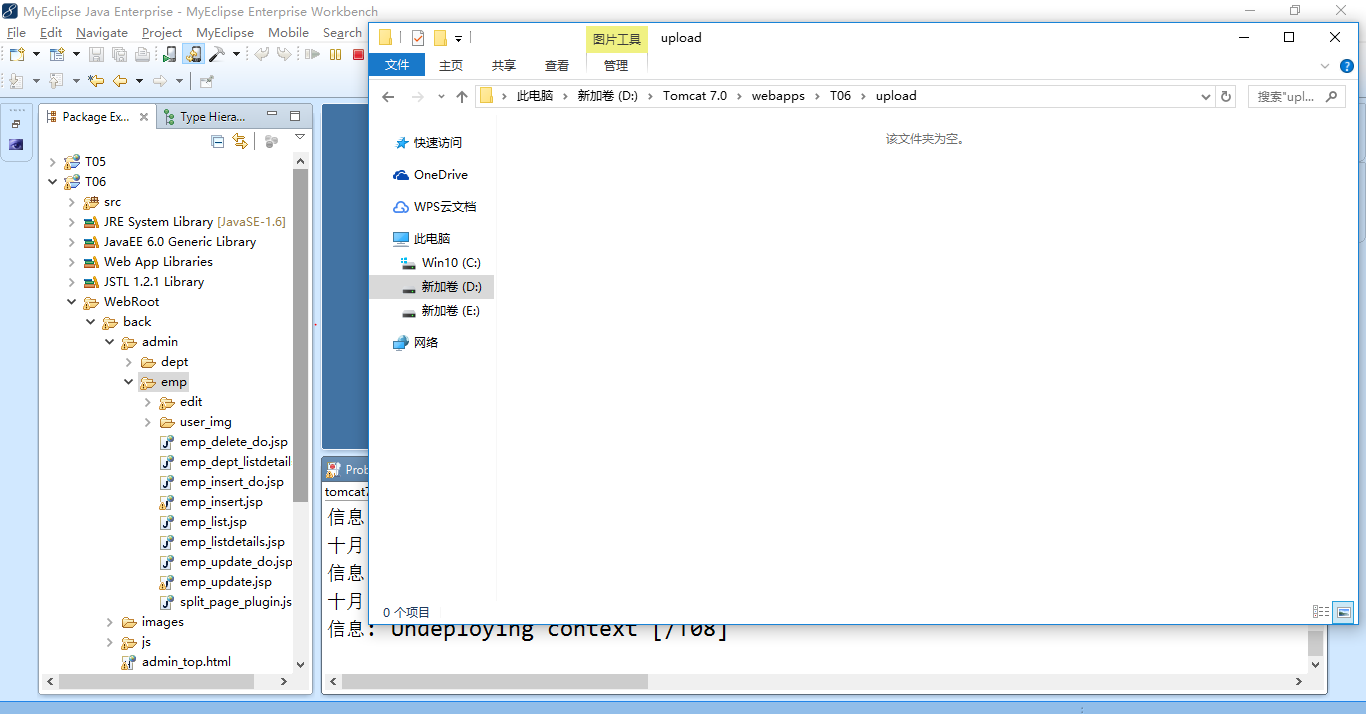 MyEclipse Java Enterprise - MyEclipse Enterprise Workbench
File Edit Navigate Project MyEclipse Mobile Search
Package Ex... Type Hiera...
T05
T06
src
JRE System Library [JavaSE-1.6]
JavaEE 6.0 Generic Library
Web App Libraries
JSTL 1.2.1 Library
WebRoot
back
admin
dept
emp
edit
user_img
emp_delete_do.jsp
emp_dept_listdetail
emp_insert_do.jsp
emp_insert.jsp
emp_list.jsp
emp_listdetails.jsp
emp_update_do.jsp
emp_update.jsp
split_page_plugin.js
images
js
admin_top.html
图片工具 upload
文件 主页 共享 查看 管理
此电脑 新加卷 (D:) Tomcat 7.0 webapps T06 upload
搜索"upl...
快速访问
OneDrive
WPS云文档
此电脑
Win10 (C:)
新加卷 (D:)
新加卷 (E:)
网络
该文件夹为空。
0 个项目
Prob
tomcat7
信息
十月
信息
十月
信息: Undeploying context [/T08]